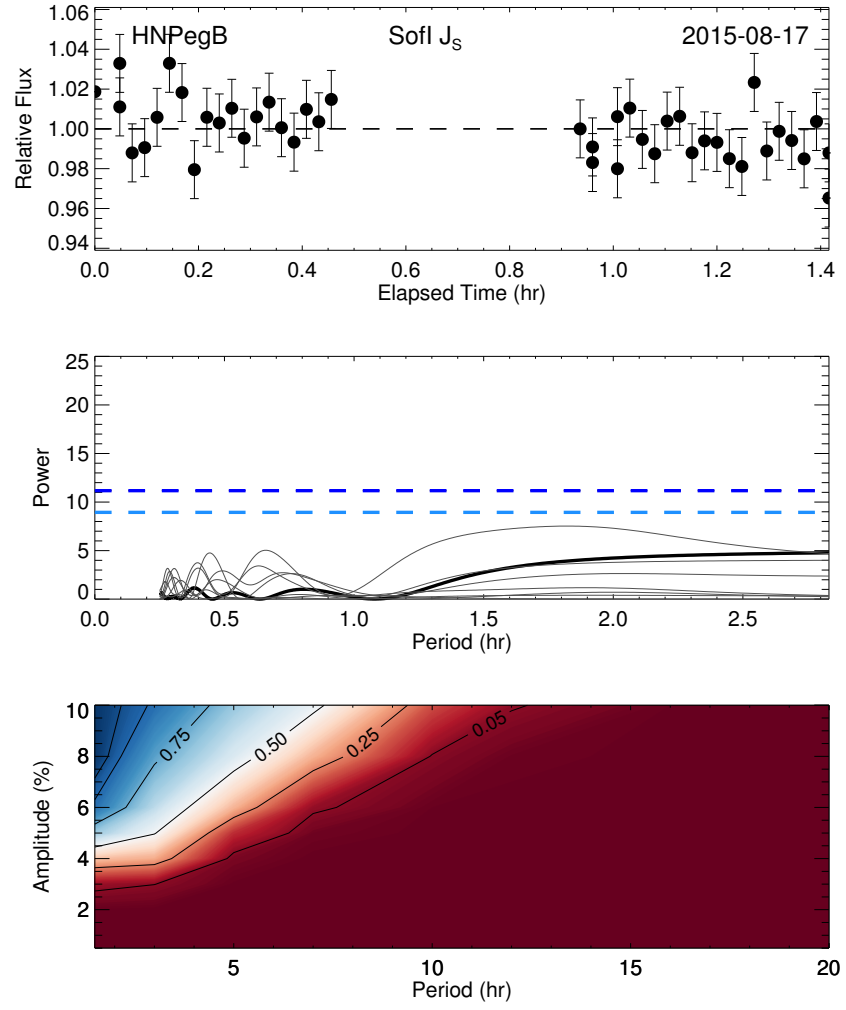 HNPegB SofI J_S 2015-08-17
Relative Flux
1.06
1.04
1.02
1.00
0.98
0.96
0.94
0.0 0.2 0.4 0.6 0.8 1.0 1.2 1.4
Elapsed Time (hr)
Power
25
20
15
10
5
0
0.0 0.5 1.0 1.5 2.0 2.5
Period (hr)
Amplitude (%)
10
8
6
4
2
0.75 0.50 0.25 0.05
5 10 15 20
Period (hr)